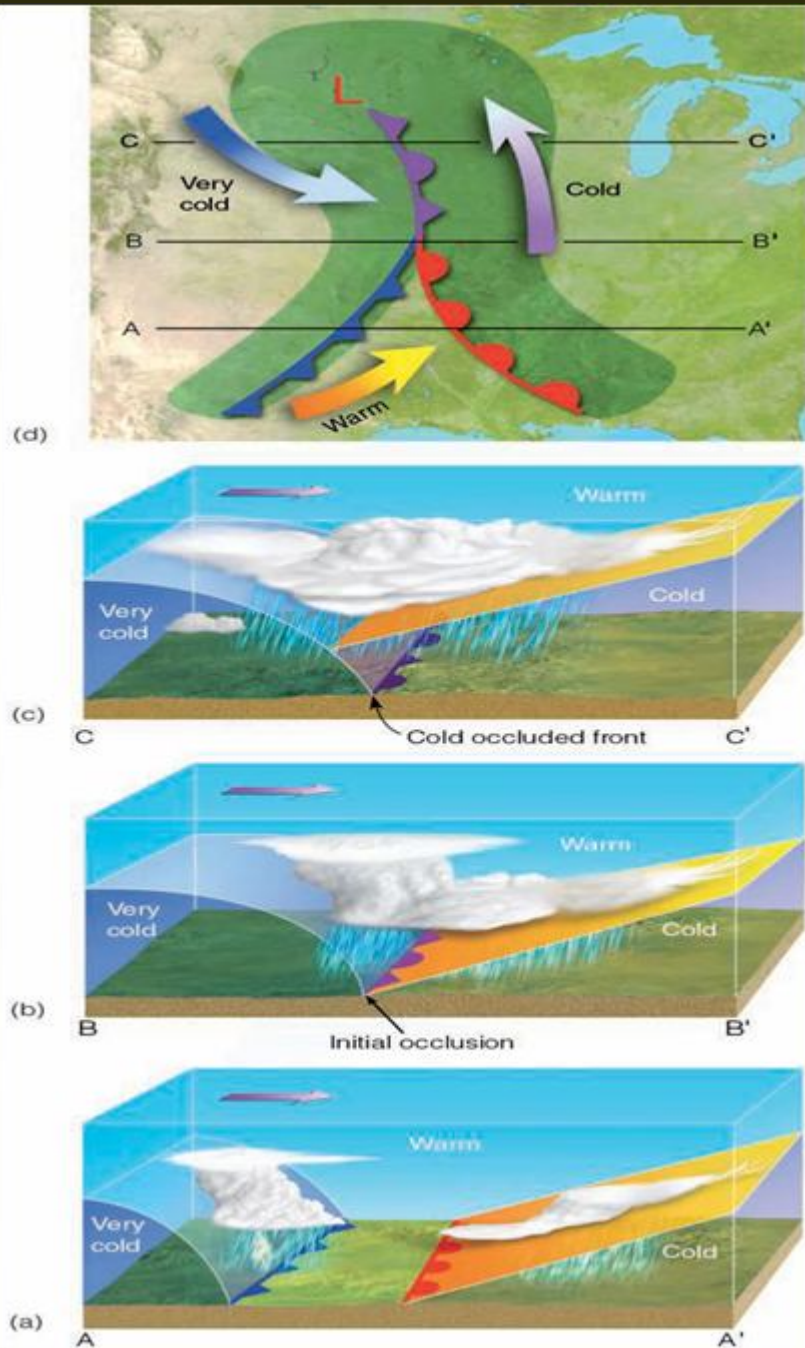 L
C
C'
Very
cold
Cold
B
B'
A
A'
Warm
(d)
Warm
Very
cold
Cold
(c)
C
Cold occluded front
C'
Warm
Very
cold
Cold
(b)
B
Initial occlusion
B'
Warm
Very
cold
Cold
(a)
A
A'